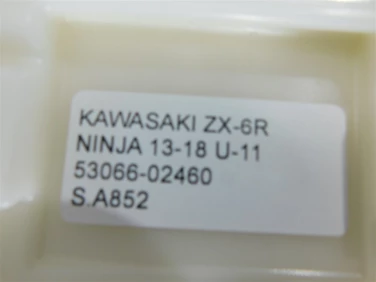 KAWASAKI ZX-6R
NINJA 13-18 U-11
53066-02460
S.A852